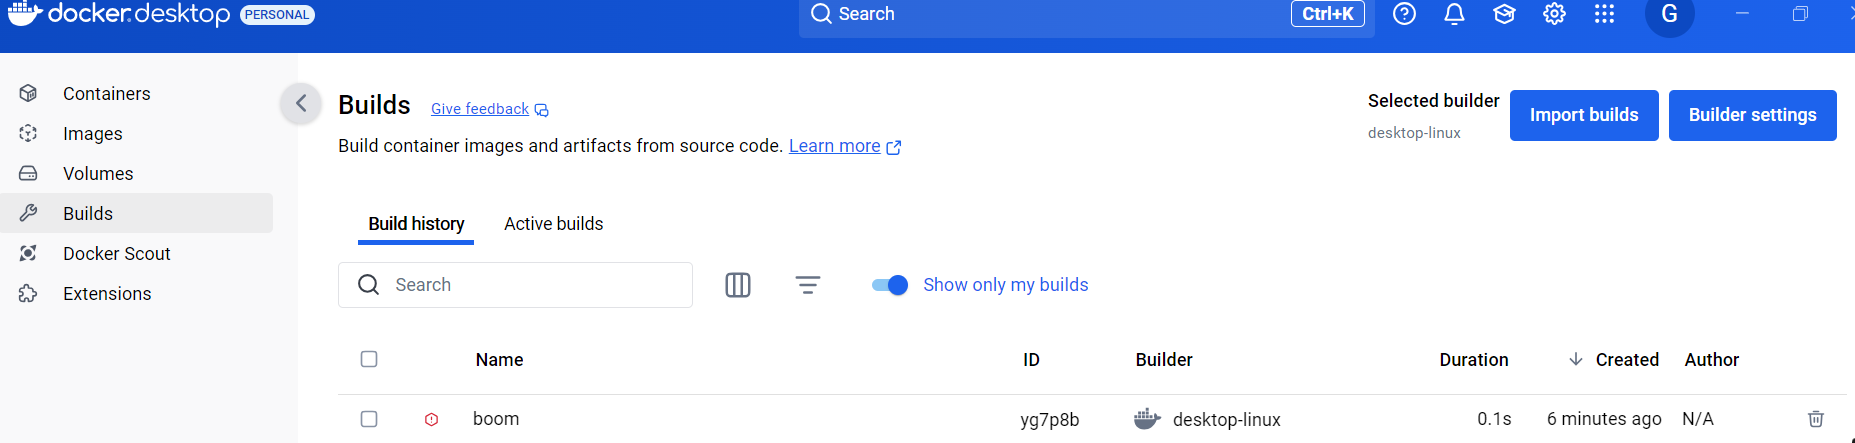 docker.desktop PERSONAL
Search Ctrl+K
G
Containers
Images
Volumes
Builds
Docker Scout
Extensions
Builds Give feedback
Build container images and artifacts from source code. Learn more
Selected builder
desktop-linux
Import builds
Builder settings
Build history Active builds
Search
Show only my builds
Name ID Builder Duration Created Author
boom yg7p8b desktop-linux 0.1s 6 minutes ago N/A